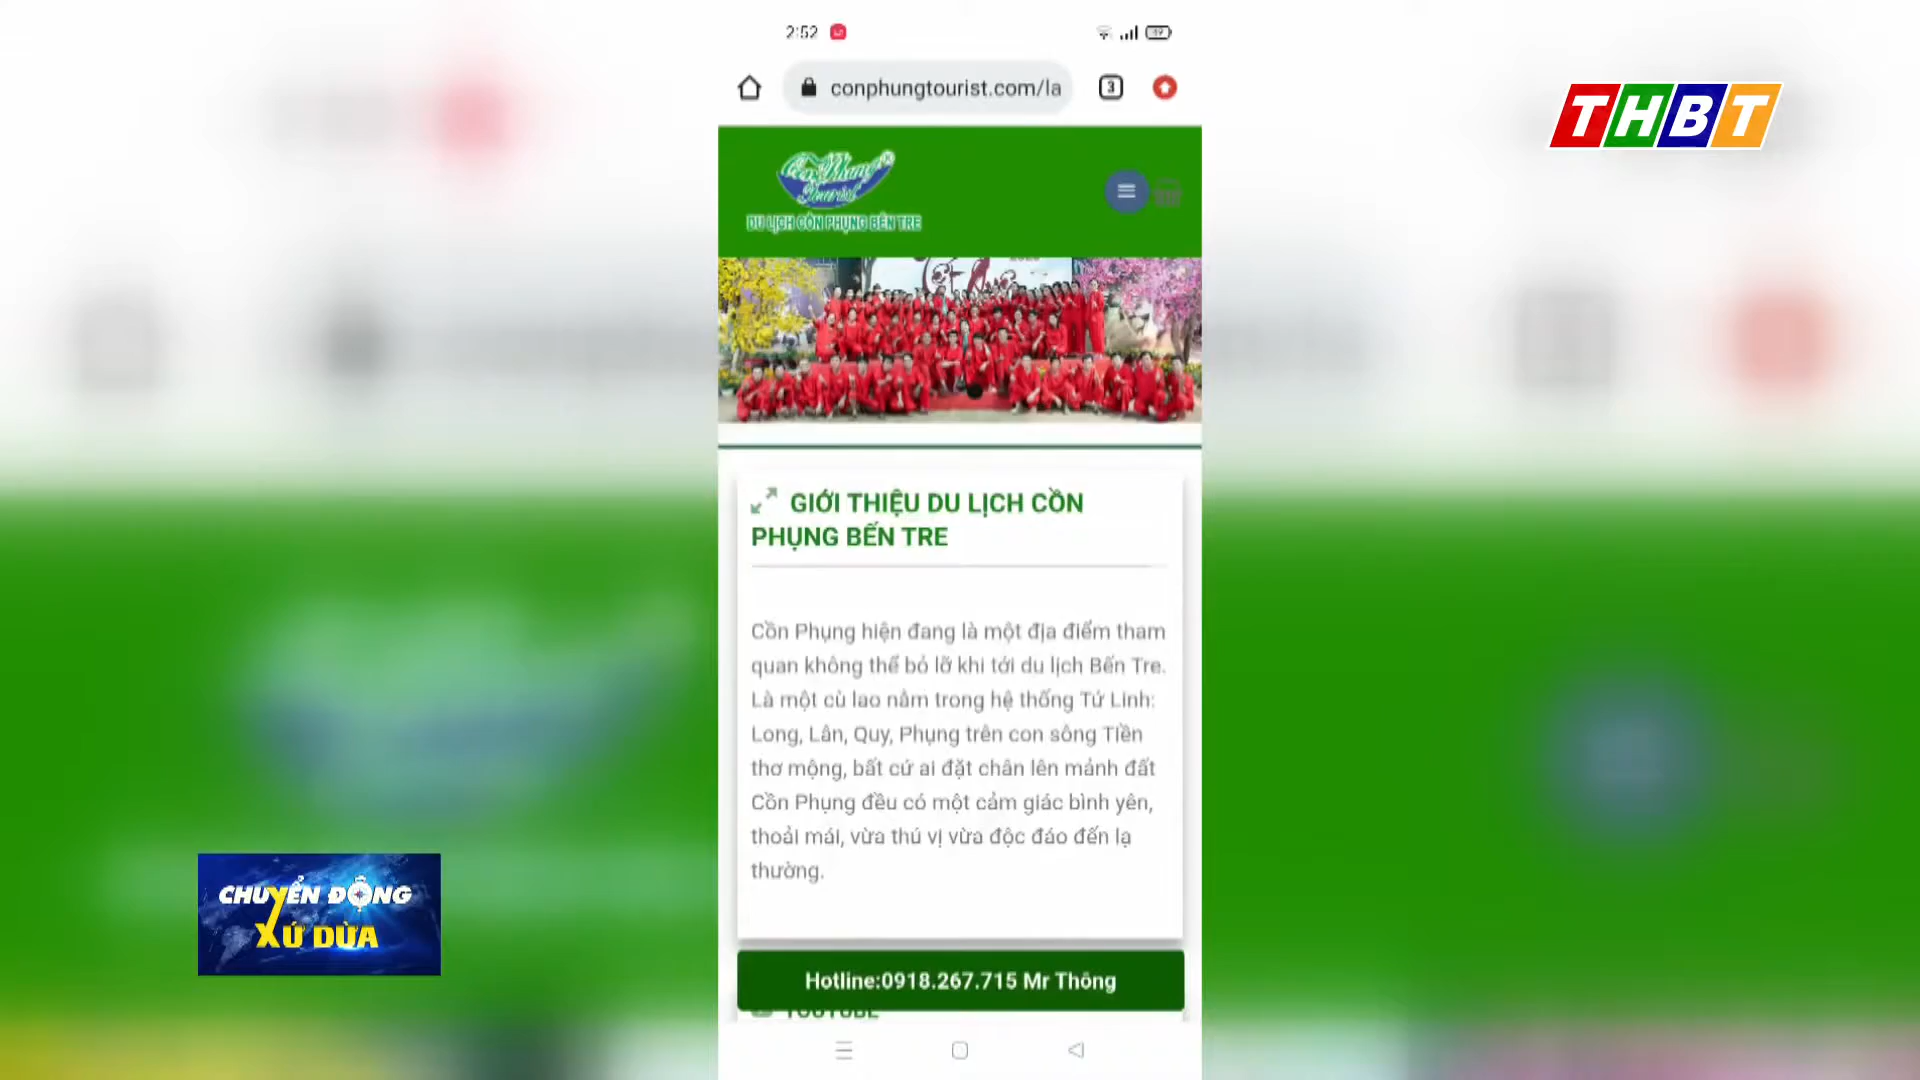 2:52
conphungtourist.com/la
3
THBT
Cồn Phụng
Tourist
DU LỊCH CỒN PHỤNG BẾN TRE
GIỚI THIỆU DU LỊCH CỒN
PHỤNG BẾN TRE
Cồn Phụng hiện đang là một địa điểm tham
quan không thể bỏ lỡ khi tới du lịch Bến Tre.
Là một cù lao nằm trong hệ thống Tứ Linh:
Long, Lân, Quy, Phụng trên con sông Tiền
thơ mộng, bất cứ ai đặt chân lên mảnh đất
Cồn Phụng đều có một cảm giác bình yên,
thoải mái, vừa thú vị vừa độc đáo đến lạ
thường.
CHUYỂN ĐỘNG
XỨ DỪA
Hotline:0918.267.715 Mr Thông
YOUTUBE